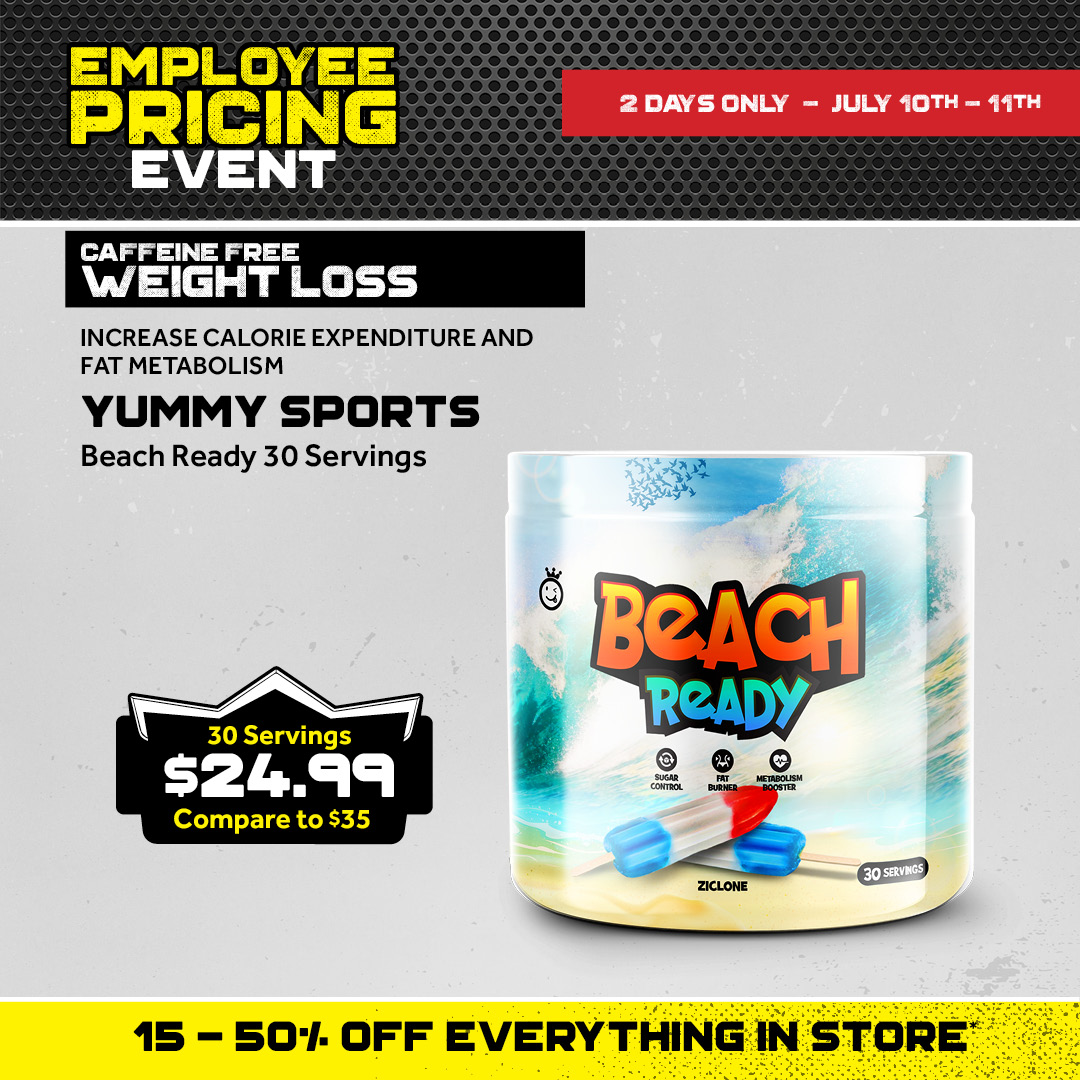 EMPLOYEE
PRICING
EVENT
2 DAYS ONLY – JULY 10TH – 11TH
CAFFEINE FREE
WEIGHT LOSS
INCREASE CALORIE EXPENDITURE AND
FAT METABOLISM
YUMMY SPORTS
Beach Ready 30 Servings
30 Servings
$24.99
Compare to $35
BeACH
ReADY
SUGAR
CONTROL
FAT
BURNER
METABOLISM
BOOSTER
ZICLONE
30 SERVINGS
15 – 50% OFF EVERYTHING IN STORE*